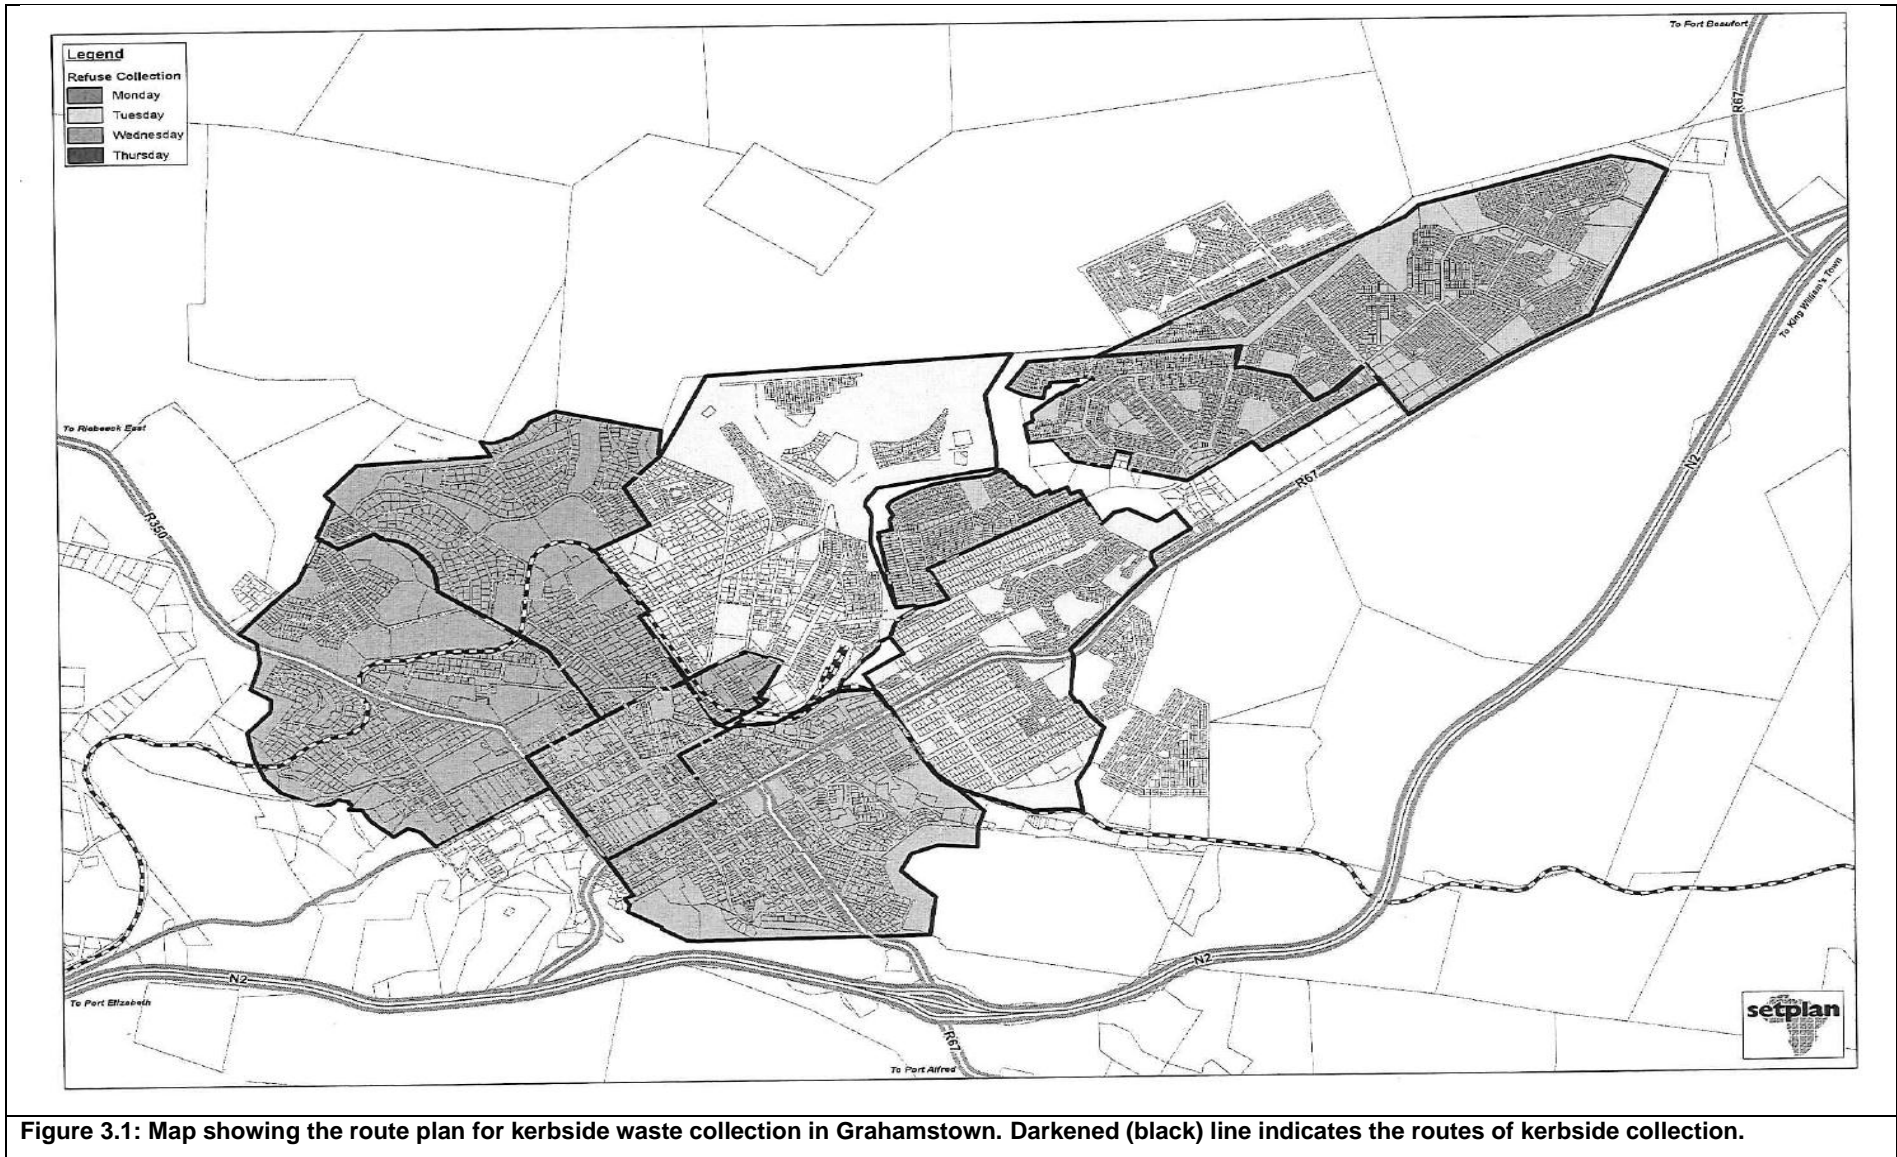 Legend
Refuse Collection
Monday
Tuesday
Wednesday
Thursday
To Fort Beaufort
R67
To King William's Town
To Riebeeck East
R350
R67
N2
N2
To Port Elizabeth
N2
R67
To Port Alfred
setplan
Figure 3.1: Map showing the route plan for kerbside waste collection in Grahamstown. Darkened (black) line indicates the routes of kerbside collection.